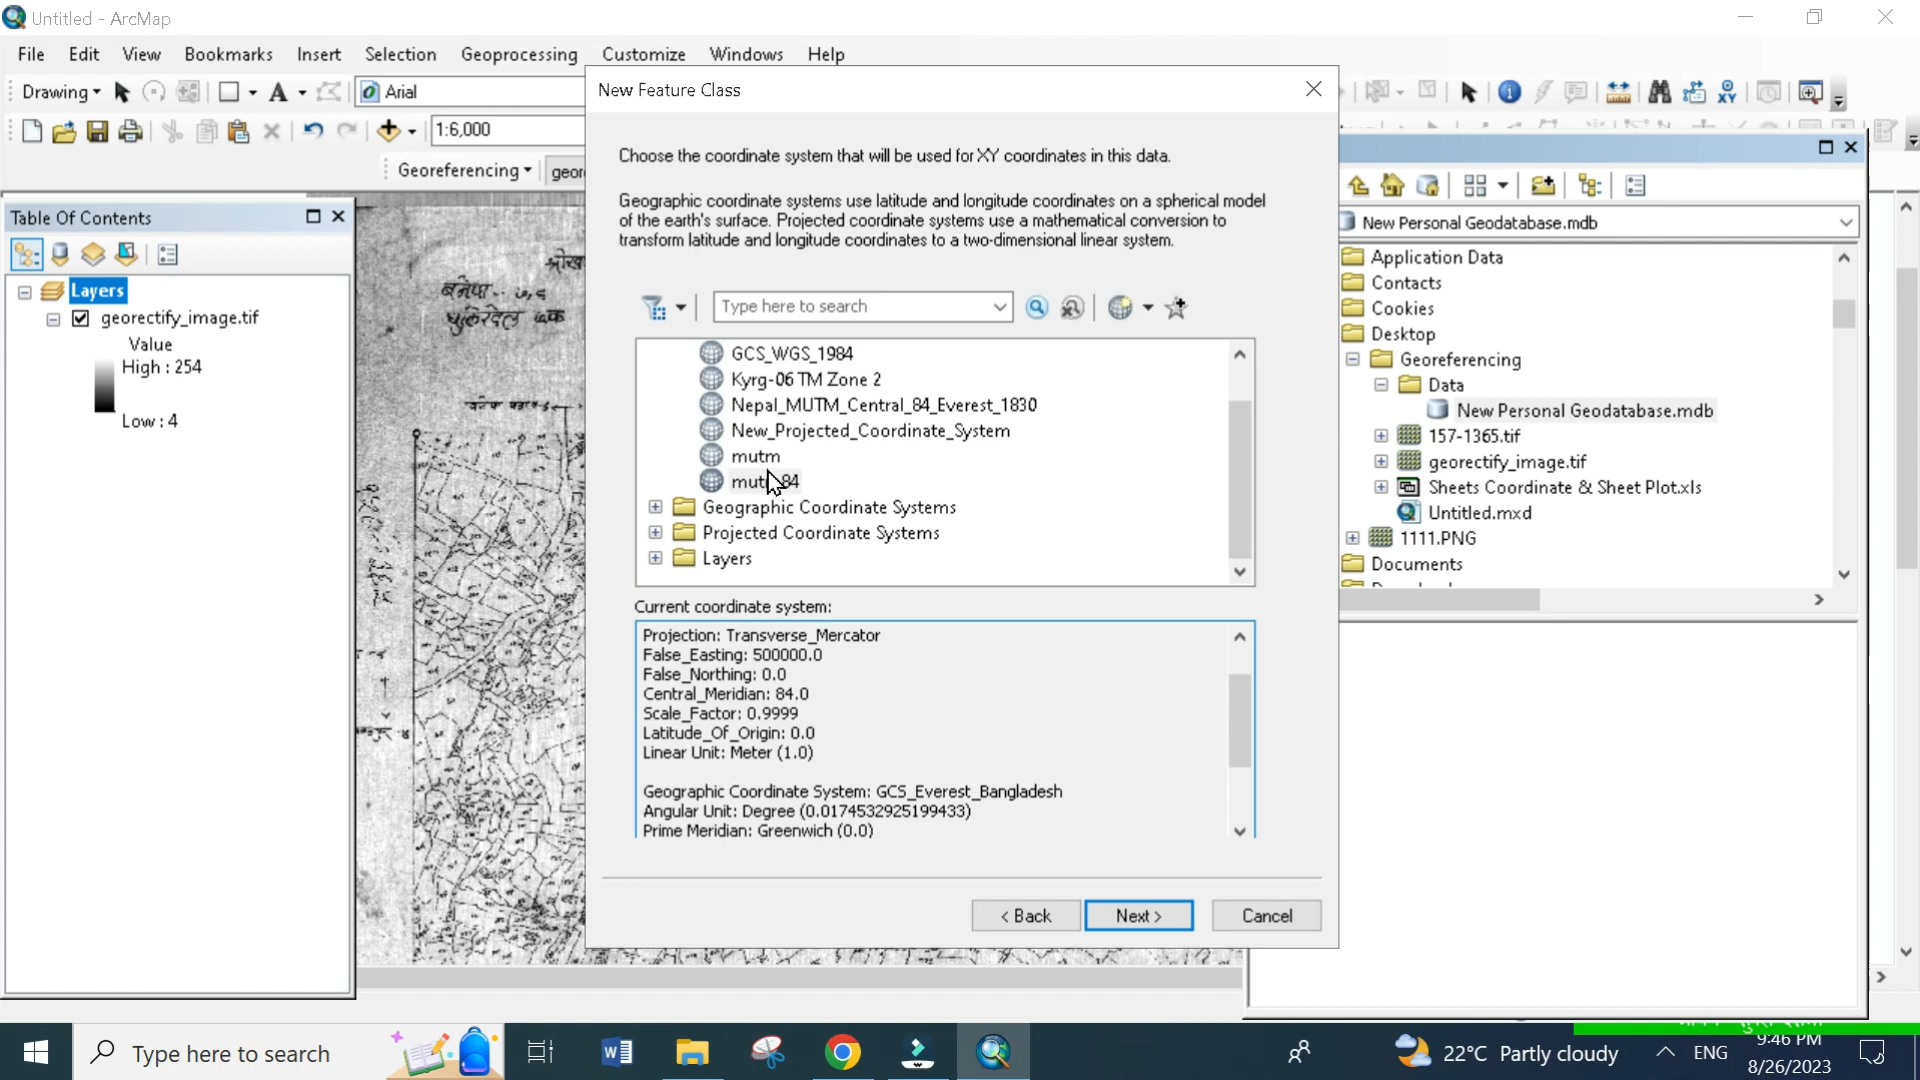 Untitled - ArcMap
File Edit View Bookmarks Insert Selection Geoprocessing Customize Windows Help
Drawing Arial
1:6,000
Georeferencing
Table Of Contents
Layers
georectify_image.tif
Value
High : 254
Low : 4
New Feature Class
Choose the coordinate system that will be used for XY coordinates in this data.
Geographic coordinate systems use latitude and longitude coordinates on a spherical model
of the earth's surface. Projected coordinate systems use a mathematical conversion to
transform latitude and longitude coordinates to a two-dimensional linear system.
Type here to search
GCS_WGS_1984
Kyrg-06 TM Zone 2
Nepal_MUTM_Central_84_Everest_1830
New_Projected_Coordinate_System
mutm
Geographic Coordinate Systems
Projected Coordinate Systems
Layers
Current coordinate system:
Projection: Transverse_Mercator
False_Easting: 500000.0
False_Northing: 0.0
Central_Meridian: 84.0
Scale_Factor: 0.9999
Latitude_Of_Origin: 0.0
Linear Unit: Meter (1.0)
Geographic Coordinate System: GCS_Everest_Bangladesh
Angular Unit: Degree (0.0174532925199433)
Prime Meridian: Greenwich (0.0)
< Back Next > Cancel
New Personal Geodatabase.mdb
Application Data
Contacts
Cookies
Desktop
Georeferencing
Data
New Personal Geodatabase.mdb
157-1365.tif
georectify_image.tif
Sheets Coordinate & Sheet Plot.xls
Untitled.mxd
1111.PNG
Documents
Type here to search
22°C Partly cloudy
ENG
9:46 PM
8/26/2023